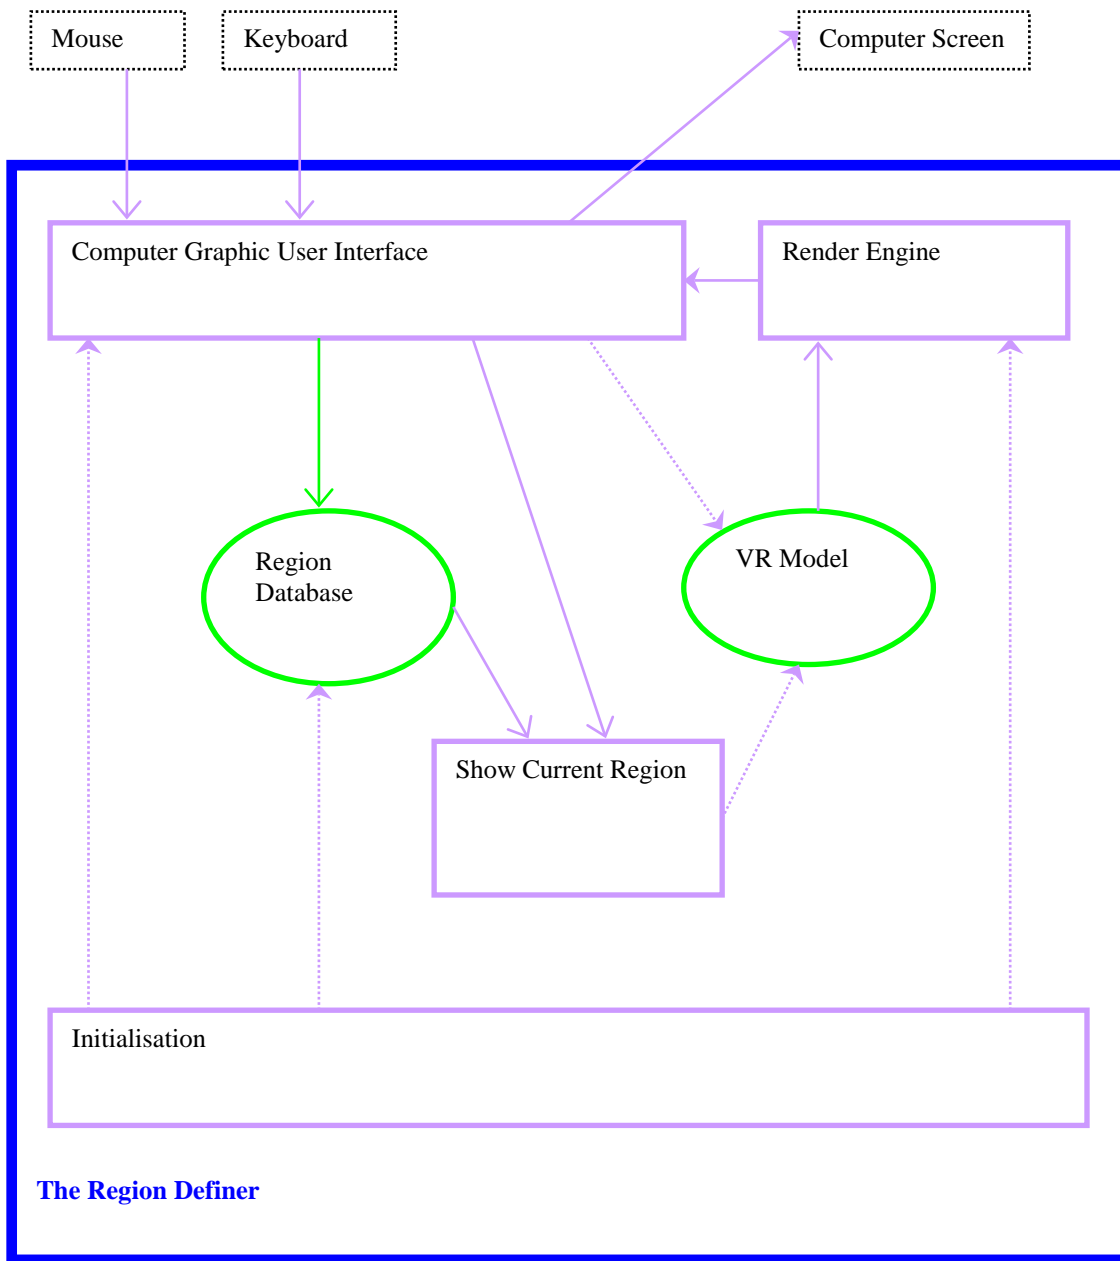 Mouse
Keyboard
Computer Screen
Computer Graphic User Interface
Render Engine
Region
Database
VR Model
Show Current Region
Initialisation
The Region Definer